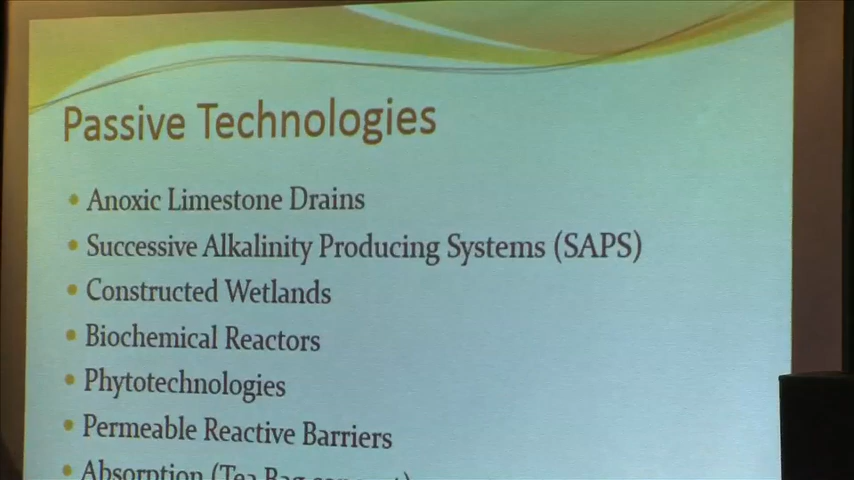 Passive Technologies
• Anoxic Limestone Drains
• Successive Alkalinity Producing Systems (SAPS)
• Constructed Wetlands
• Biochemical Reactors
• Phytotechnologies
• Permeable Reactive Barriers
• Absorption (Tea Bag concept)